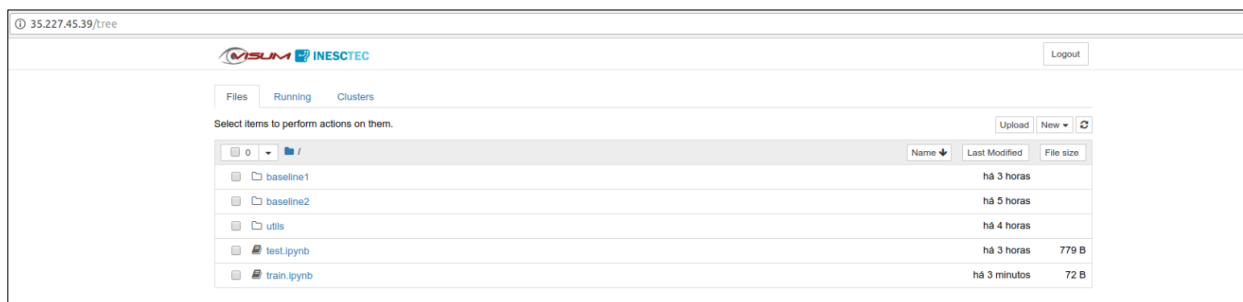 35.227.45.39/tree
VISUM INESCTEC Logout
Files Running Clusters
Select items to perform actions on them. Upload New
0 / Name Last Modified File size
baseline1 há 3 horas
baseline2 há 5 horas
utils há 4 horas
test.ipynb há 3 horas 779 B
train.ipynb há 3 minutos 72 B